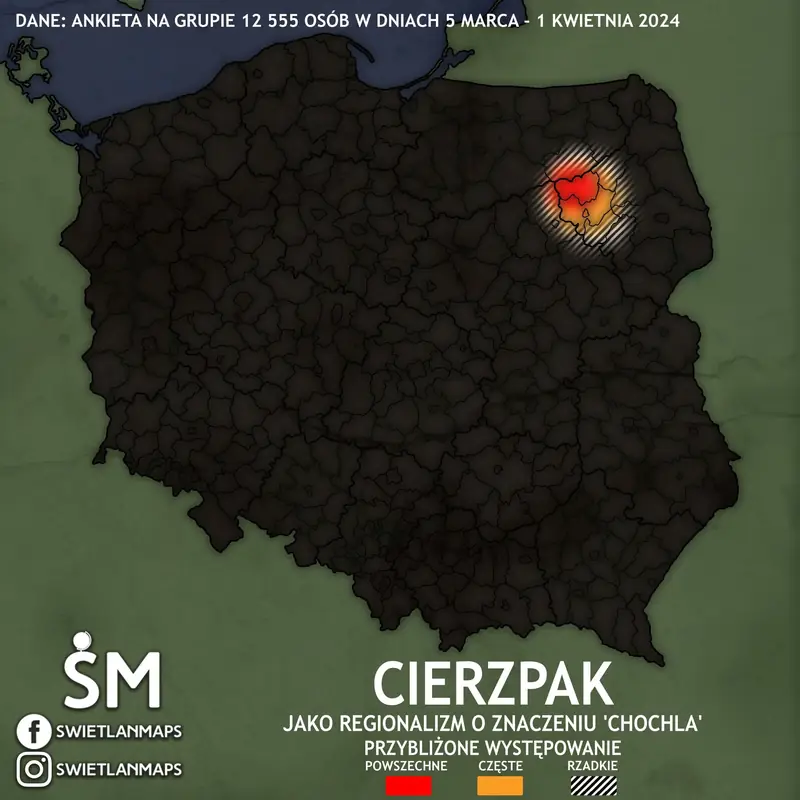 DANE: ANKIETA NA GRUPIE 12 555 OSÓB W DNIACH 5 MARCA - 1 KWIETNIA 2024
ŚM
SWIETLANMAPS
SWIETLANMAPS
CIERZPAK
JAKO REGIONALIZM O ZNACZENIU 'CHOCHLA'
PRZYBLIŻONE WYSTĘPOWANIE
POWSZECHNE CZĘSTE RZADKIE